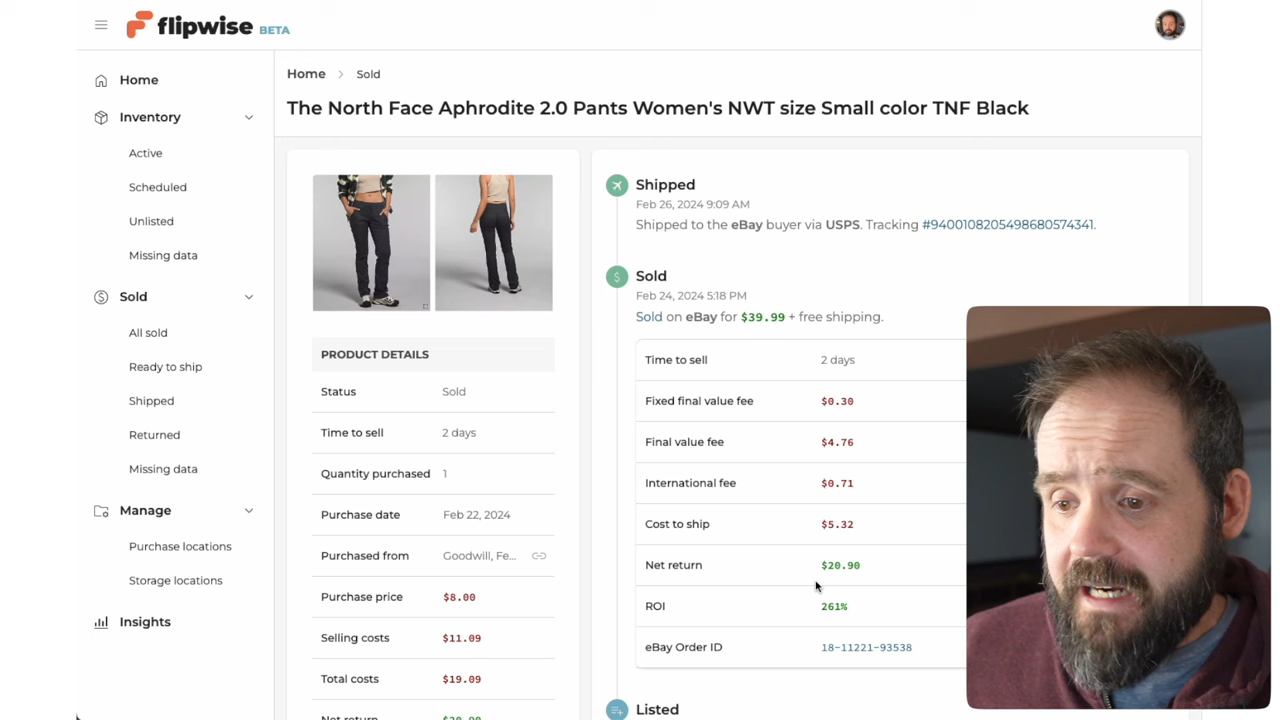 flipwise BETA
Home
Inventory
Active
Scheduled
Unlisted
Missing data
Sold
All sold
Ready to ship
Shipped
Returned
Missing data
Manage
Purchase locations
Storage locations
Insights
Home > Sold
The North Face Aphrodite 2.0 Pants Women's NWT size Small color TNF Black
PRODUCT DETAILS
Status Sold
Time to sell 2 days
Quantity purchased 1
Purchase date Feb 22, 2024
Purchased from Goodwill, Fe...
Purchase price $8.00
Selling costs $11.09
Total costs $19.09
Net return $20.90
Shipped
Feb 26, 2024 9:09 AM
Shipped to the eBay buyer via USPS. Tracking #9400108205498680574341.
Sold
Feb 24, 2024 5:18 PM
Sold on eBay for $39.99 + free shipping.
Time to sell 2 days
Fixed final value fee $0.30
Final value fee $4.76
International fee $0.71
Cost to ship $5.32
Net return $20.90
ROI 261%
eBay Order ID 18-11221-93538
Listed